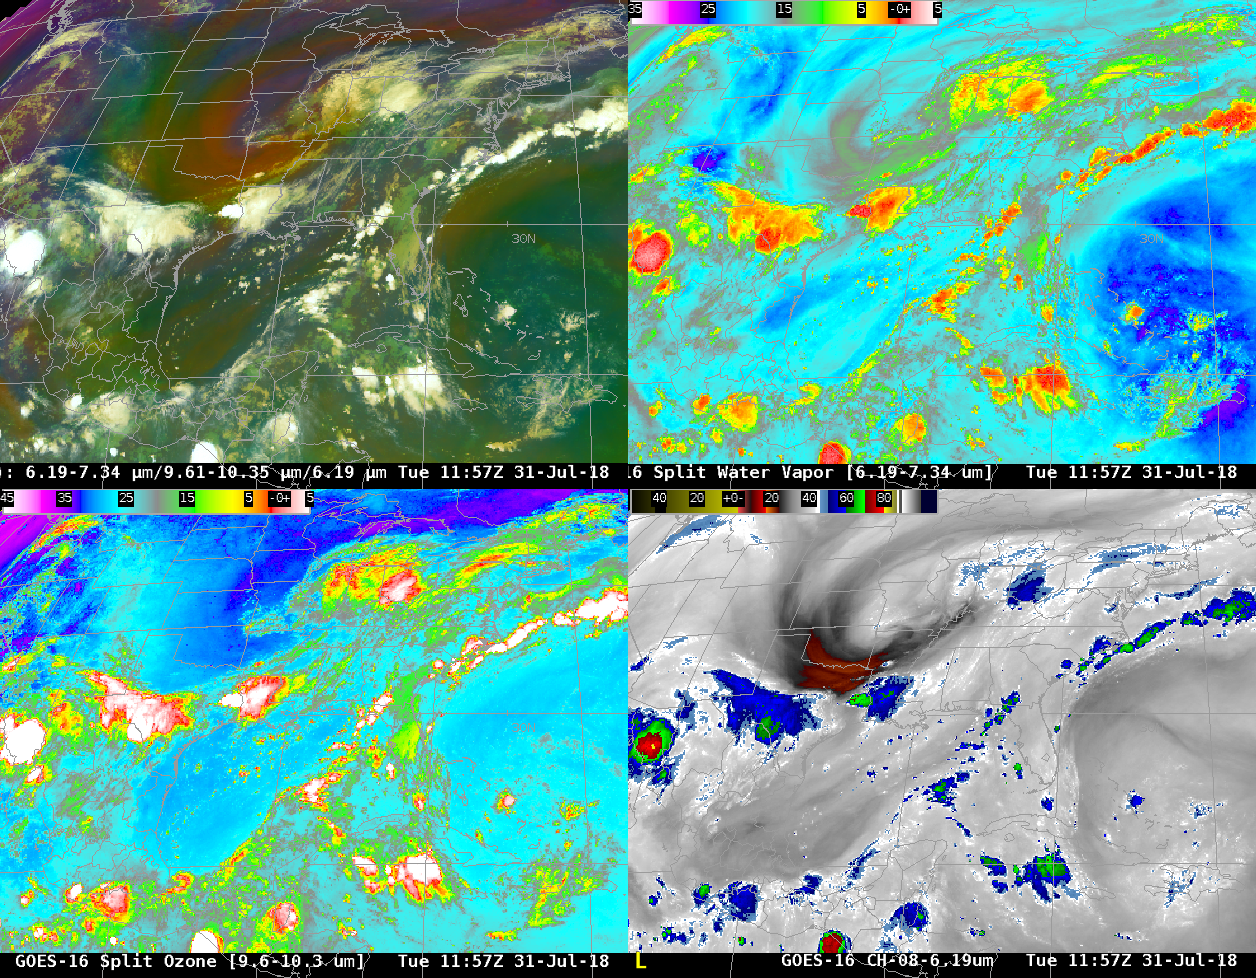 35 25 15 5 -0+ 5
30N
30N
): 6.19-7.34 µm/9.61-10.35 µm/6.19 µm Tue 11:57Z 31-Jul-18
.6 Split Water Vapor [6.19-7.34 um] Tue 11:57Z 31-Jul-18
45 35 25 15 5 -0+ 5
40 20 +0- 20 40 60 80
GOES-16 Split Ozone [9.6-10.3 um] Tue 11:57Z 31-Jul-18
L GOES-16 CH-08-6.19um Tue 11:57Z 31-Jul-18